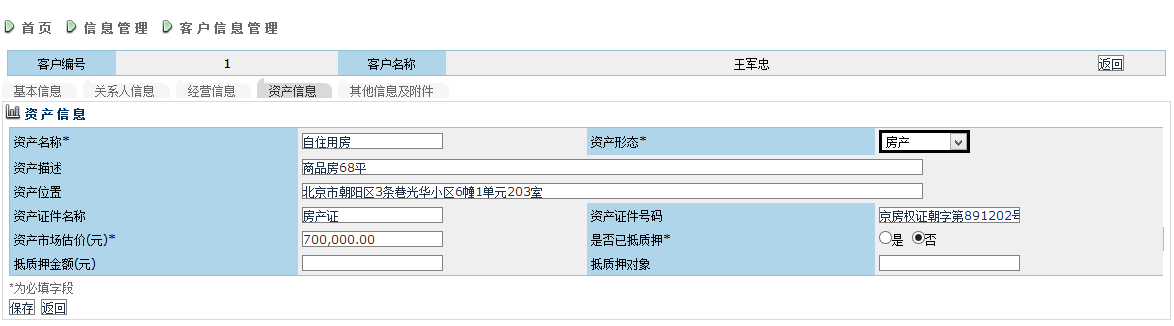 首页 信息管理 客户信息管理
客户编号 1 客户名称 王军忠 返回
基本信息 关系人信息 经营信息 资产信息 其他信息及附件
资产信息
资产名称* 自住用房 资产形态* 房产
资产描述 商品房68平
资产位置 北京市朝阳区3条巷光华小区6幢1单元203室
资产证件名称 房产证 资产证件号码 京房权证朝字第891202号
资产市场估价(元)* 700,000.00 是否已抵质押* 是 否
抵质押金额(元) 抵质押对象
*为必填字段
保存 返回